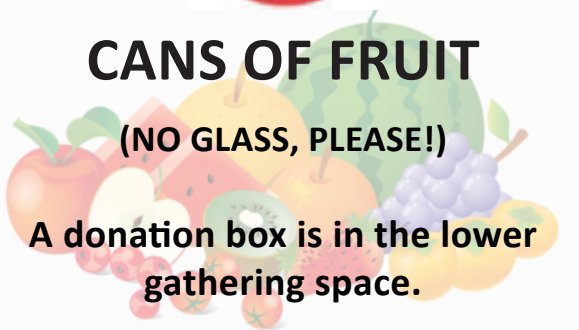 CANS OF FRUIT
(NO GLASS, PLEASE!)
A donation box is in the lower
gathering space.